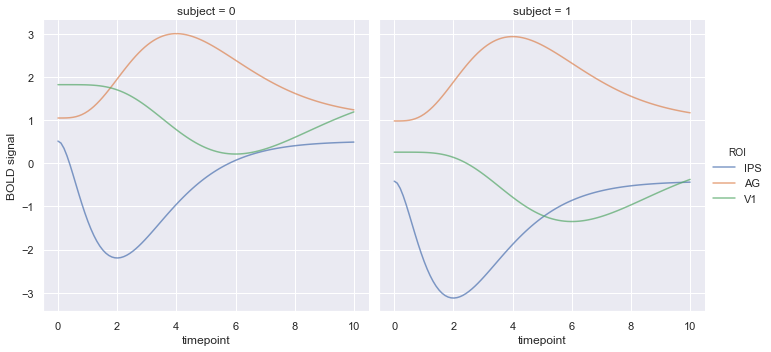 subject = 0
subject = 1
BOLD signal
3
2
1
0
−1
−2
−3
0 2 4 6 8 10
0 2 4 6 8 10
timepoint
timepoint
ROI
IPS
AG
V1